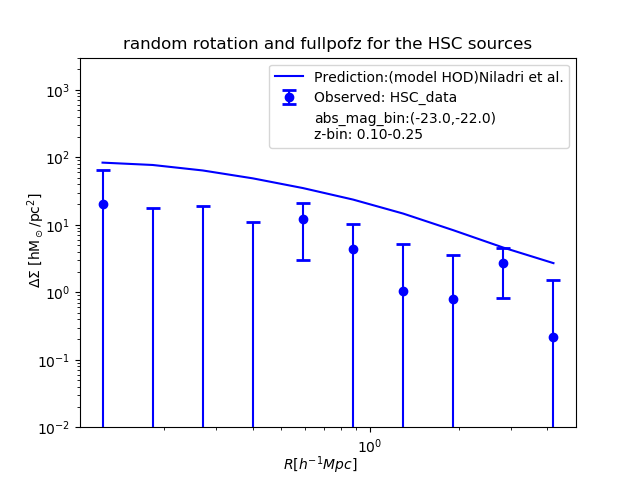 random rotation and fullpofz for the HSC sources
Prediction:(model HOD)Niladri et al.
Observed: HSC_data
abs_mag_bin:(-23.0,-22.0)
z-bin: 0.10-0.25
ΔΣ [hM⊙/pc²]
10³
10²
10¹
10⁰
10⁻¹
10⁻²
10⁰
R[h⁻¹Mpc]